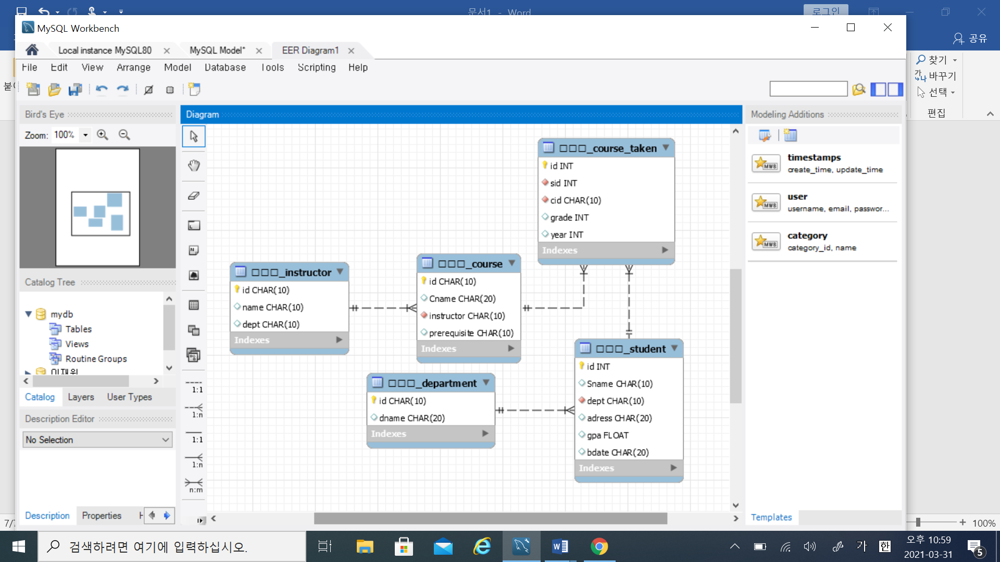 문서1 - Word
로그인
공유
MySQL Workbench
Local instance MySQL80
MySQL Model*
EER Diagram1
File Edit View Arrange Model Database Tools Scripting Help
찾기
바꾸기
선택
편집
Bird's Eye
Zoom: 100%
Catalog Tree
mydb
Tables
Views
Routine Groups
Catalog Layers User Types
Description Editor
No Selection
Description Properties
Diagram
1:1
1:n
1:1
1:n
n:m
□□□_course_taken
id INT
sid INT
cid CHAR(10)
grade INT
year INT
Indexes
□□□_instructor
id CHAR(10)
name CHAR(10)
dept CHAR(10)
Indexes
□□□_course
id CHAR(10)
Cname CHAR(20)
instructor CHAR(10)
prerequisite CHAR(10)
Indexes
□□□_department
id CHAR(10)
dname CHAR(20)
Indexes
□□□_student
id INT
Sname CHAR(10)
dept CHAR(10)
adress CHAR(20)
gpa FLOAT
bdate CHAR(20)
Indexes
Modeling Additions
timestamps
create_time, update_time
user
username, email, passwor...
category
category_id, name
Templates
100%
검색하려면 여기에 입력하십시오.
가 한
오후 10:59
2021-03-31
5